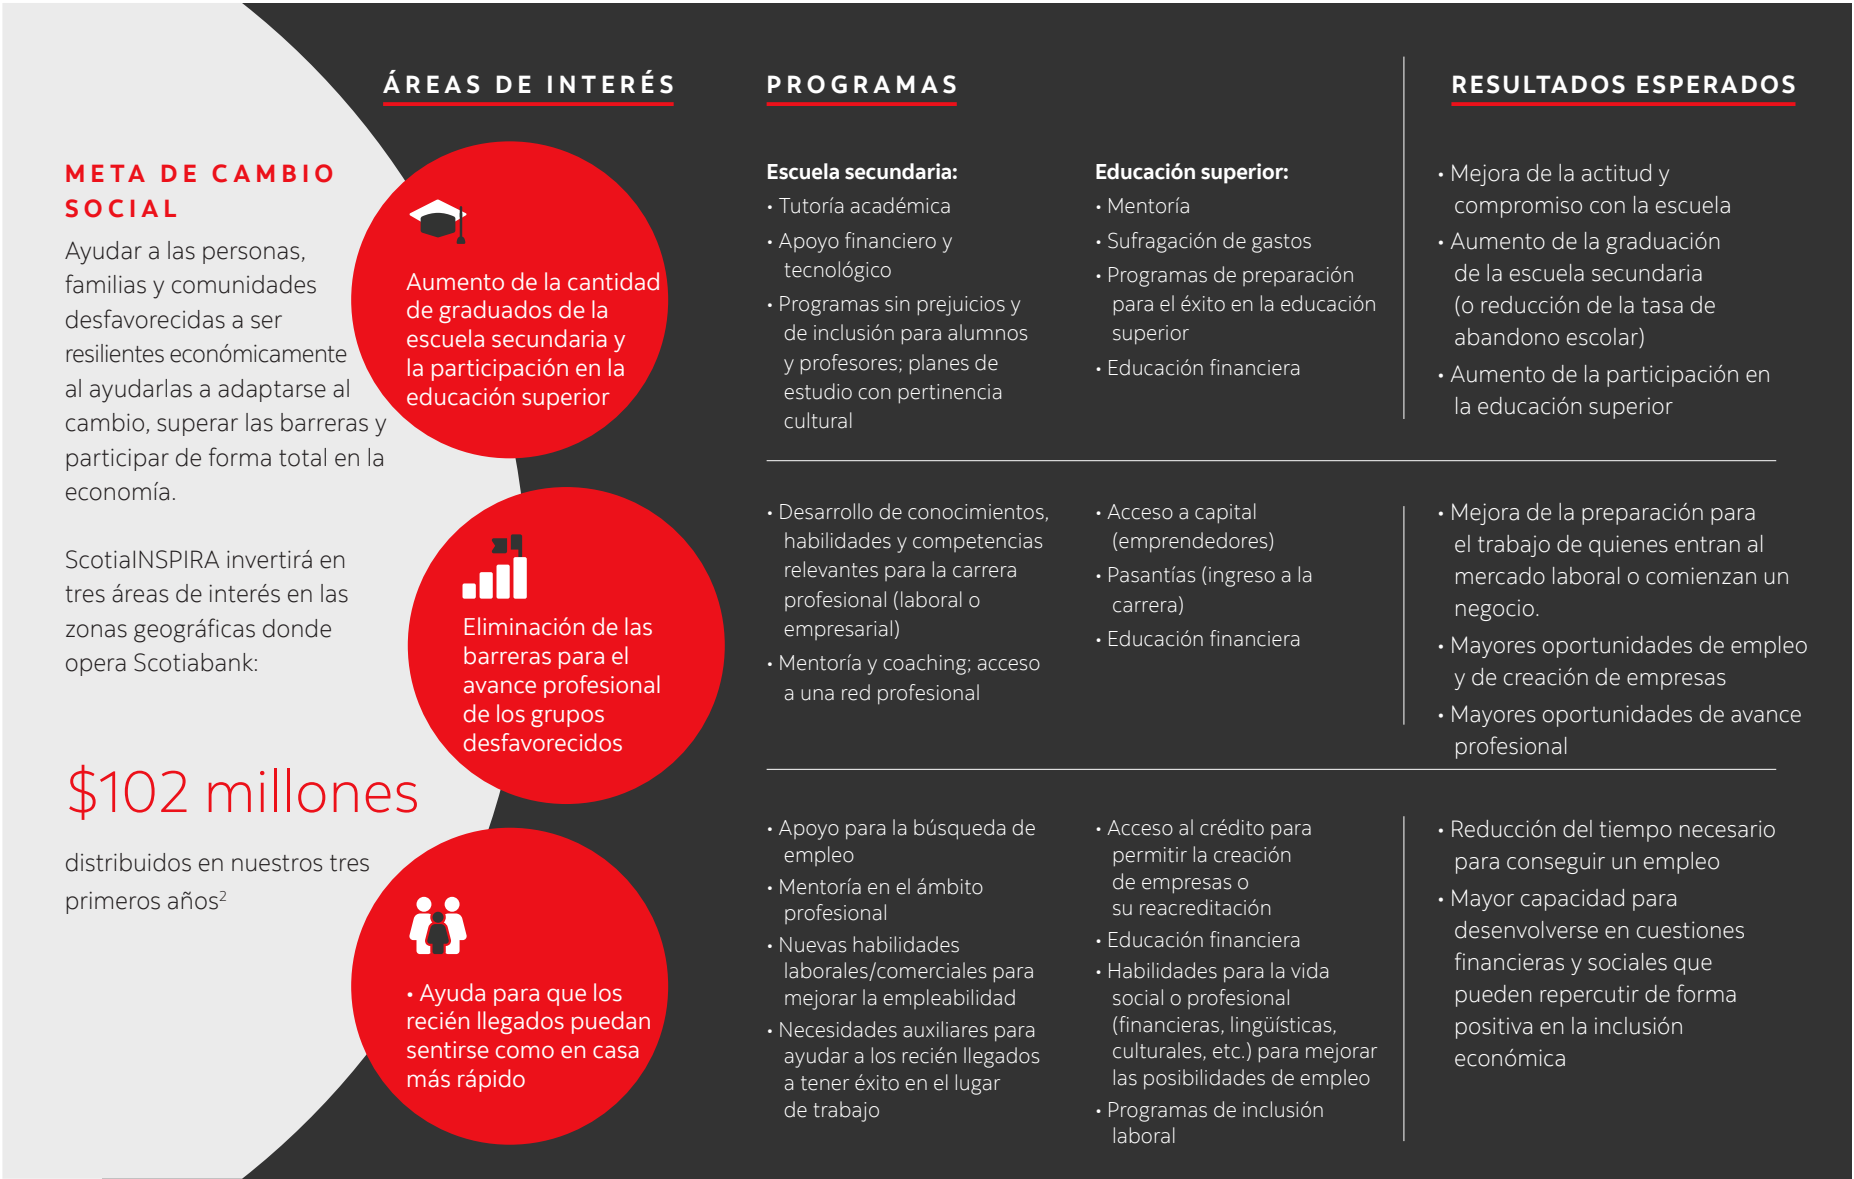 ÁREAS DE INTERÉS
PROGRAMAS
RESULTADOS ESPERADOS
META DE CAMBIO
SOCIAL
Ayudar a las personas,
familias y comunidades
desfavorecidas a ser
resilientes económicamente
al ayudarlas a adaptarse al
cambio, superar las barreras y
participar de forma total en la
economía.
ScotiaINSPIRA invertirá en
tres áreas de interés en las
zonas geográficas donde
opera Scotiabank:
$102 millones
distribuidos en nuestros tres
primeros años²
Aumento de la cantidad
de graduados de la
escuela secundaria y
la participación en la
educación superior
Escuela secundaria:
• Tutoría académica
• Apoyo financiero y
tecnológico
• Programas sin prejuicios y
de inclusión para alumnos
y profesores; planes de
estudio con pertinencia
cultural
Educación superior:
• Mentoría
• Sufragación de gastos
• Programas de preparación
para el éxito en la educación
superior
• Educación financiera
• Mejora de la actitud y
compromiso con la escuela
• Aumento de la graduación
de la escuela secundaria
(o reducción de la tasa de
abandono escolar)
• Aumento de la participación en
la educación superior
Eliminación de las
barreras para el
avance profesional
de los grupos
desfavorecidos
• Desarrollo de conocimientos,
habilidades y competencias
relevantes para la carrera
profesional (laboral o
empresarial)
• Mentoría y coaching; acceso
a una red profesional
• Acceso a capital
(emprendedores)
• Pasantías (ingreso a la
carrera)
• Educación financiera
• Mejora de la preparación para
el trabajo de quienes entran al
mercado laboral o comienzan un
negocio.
• Mayores oportunidades de empleo
y de creación de empresas
• Mayores oportunidades de avance
profesional
• Ayuda para que los
recién llegados puedan
sentirse como en casa
más rápido
• Apoyo para la búsqueda de
empleo
• Mentoría en el ámbito
profesional
• Nuevas habilidades
laborales/comerciales para
mejorar la empleabilidad
• Necesidades auxiliares para
ayudar a los recién llegados
a tener éxito en el lugar
de trabajo
• Acceso al crédito para
permitir la creación
de empresas o
su reacreditación
• Educación financiera
• Habilidades para la vida
social o profesional
(financieras, lingüísticas,
culturales, etc.) para mejorar
las posibilidades de empleo
• Programas de inclusión
laboral
• Reducción del tiempo necesario
para conseguir un empleo
• Mayor capacidad para
desenvolverse en cuestiones
financieras y sociales que
pueden repercutir de forma
positiva en la inclusión
económica